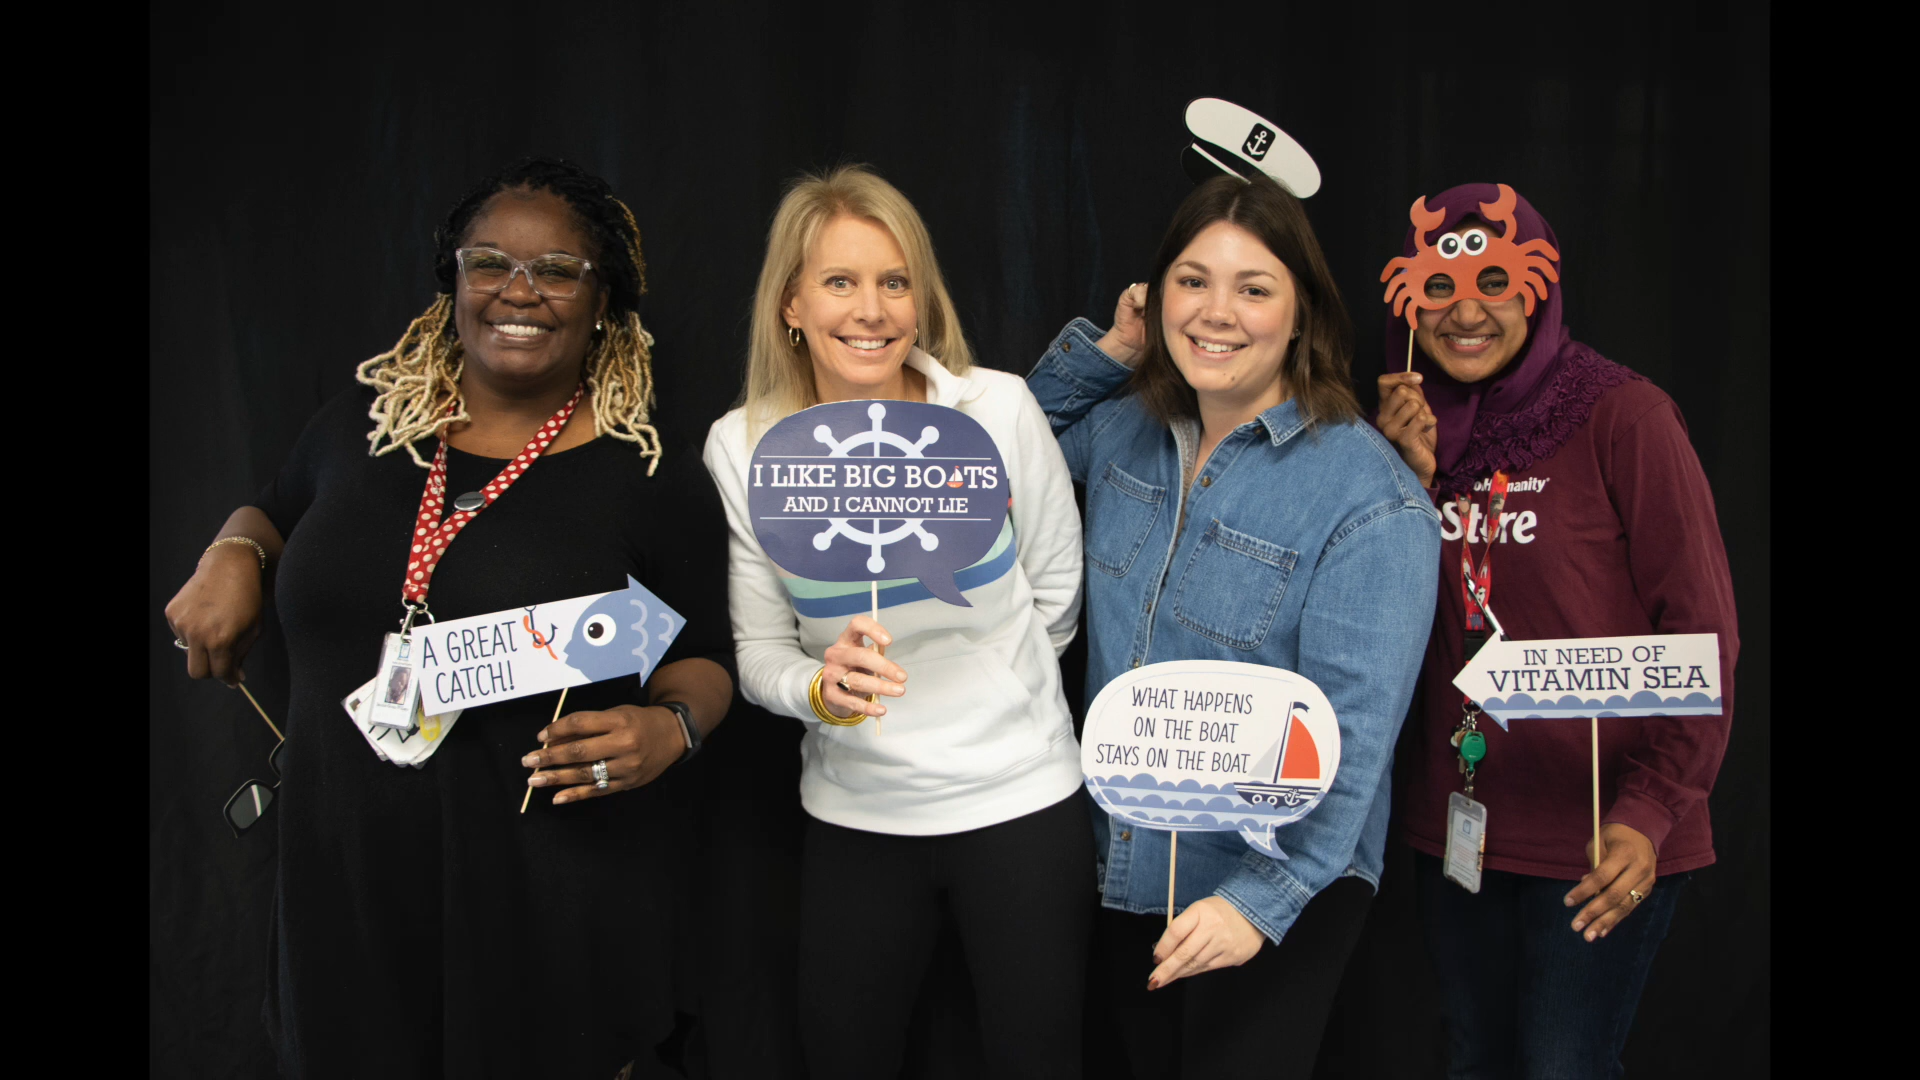 A GREAT
CATCH!
I LIKE BIG BOATS
AND I CANNOT LIE
WHAT HAPPENS
ON THE BOAT
STAYS ON THE BOAT
Store
IN NEED OF
VITAMIN SEA